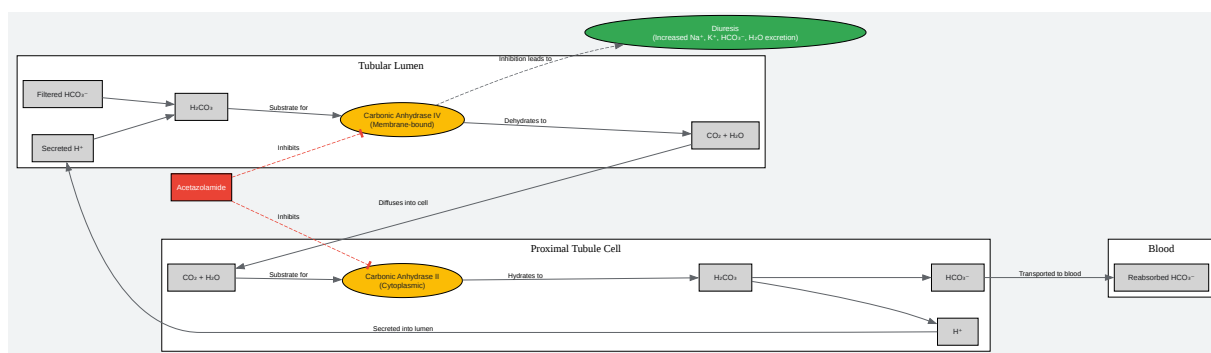 Diuresis
(Increased Na⁺, K⁺, HCO₃⁻, H₂O excretion)
Inhibition leads to
Tubular Lumen
Filtered HCO₃⁻
H₂CO₃
Substrate for
Carbonic Anhydrase IV
(Membrane-bound)
Dehydrates to
CO₂ + H₂O
Secreted H⁺
Inhibits
Acetazolamide
Diffuses into cell
Inhibits
Proximal Tubule Cell
CO₂ + H₂O
Substrate for
Carbonic Anhydrase II
(Cytoplasmic)
Hydrates to
H₂CO₃
HCO₃⁻
Transported to blood
Blood
Reabsorbed HCO₃⁻
Secreted into lumen
H⁺